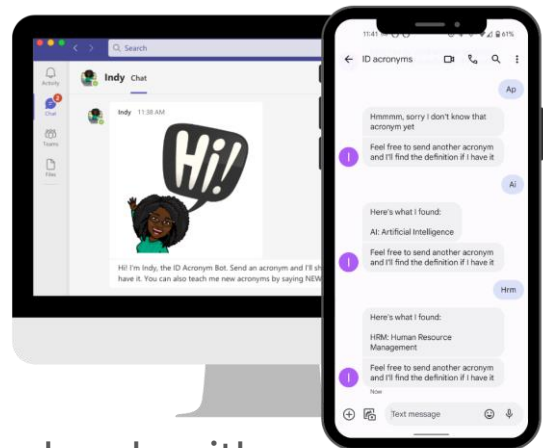 Search
Activity
Chat
2
Teams
Files
Indy Chat
Indy 11:38 AM
Hi!
Hi! I'm Indy, the ID Acronym Bot. Send an acronym and I'll sh
have it. You can also teach me new acronyms by saying NEW
11:41
61%
ID acronyms
Ap
Hmmmm, sorry I don't know that
acronym yet
Feel free to send another acronym
and I'll find the definition if I have it
I
Ai
Here's what I found:
AI: Artificial Intelligence
Feel free to send another acronym
and I'll find the definition if I have it
I
Hrm
Here's what I found:
HRM: Human Resource
Management
Feel free to send another acronym
and I'll find the definition if I have it
I
Now
Text message